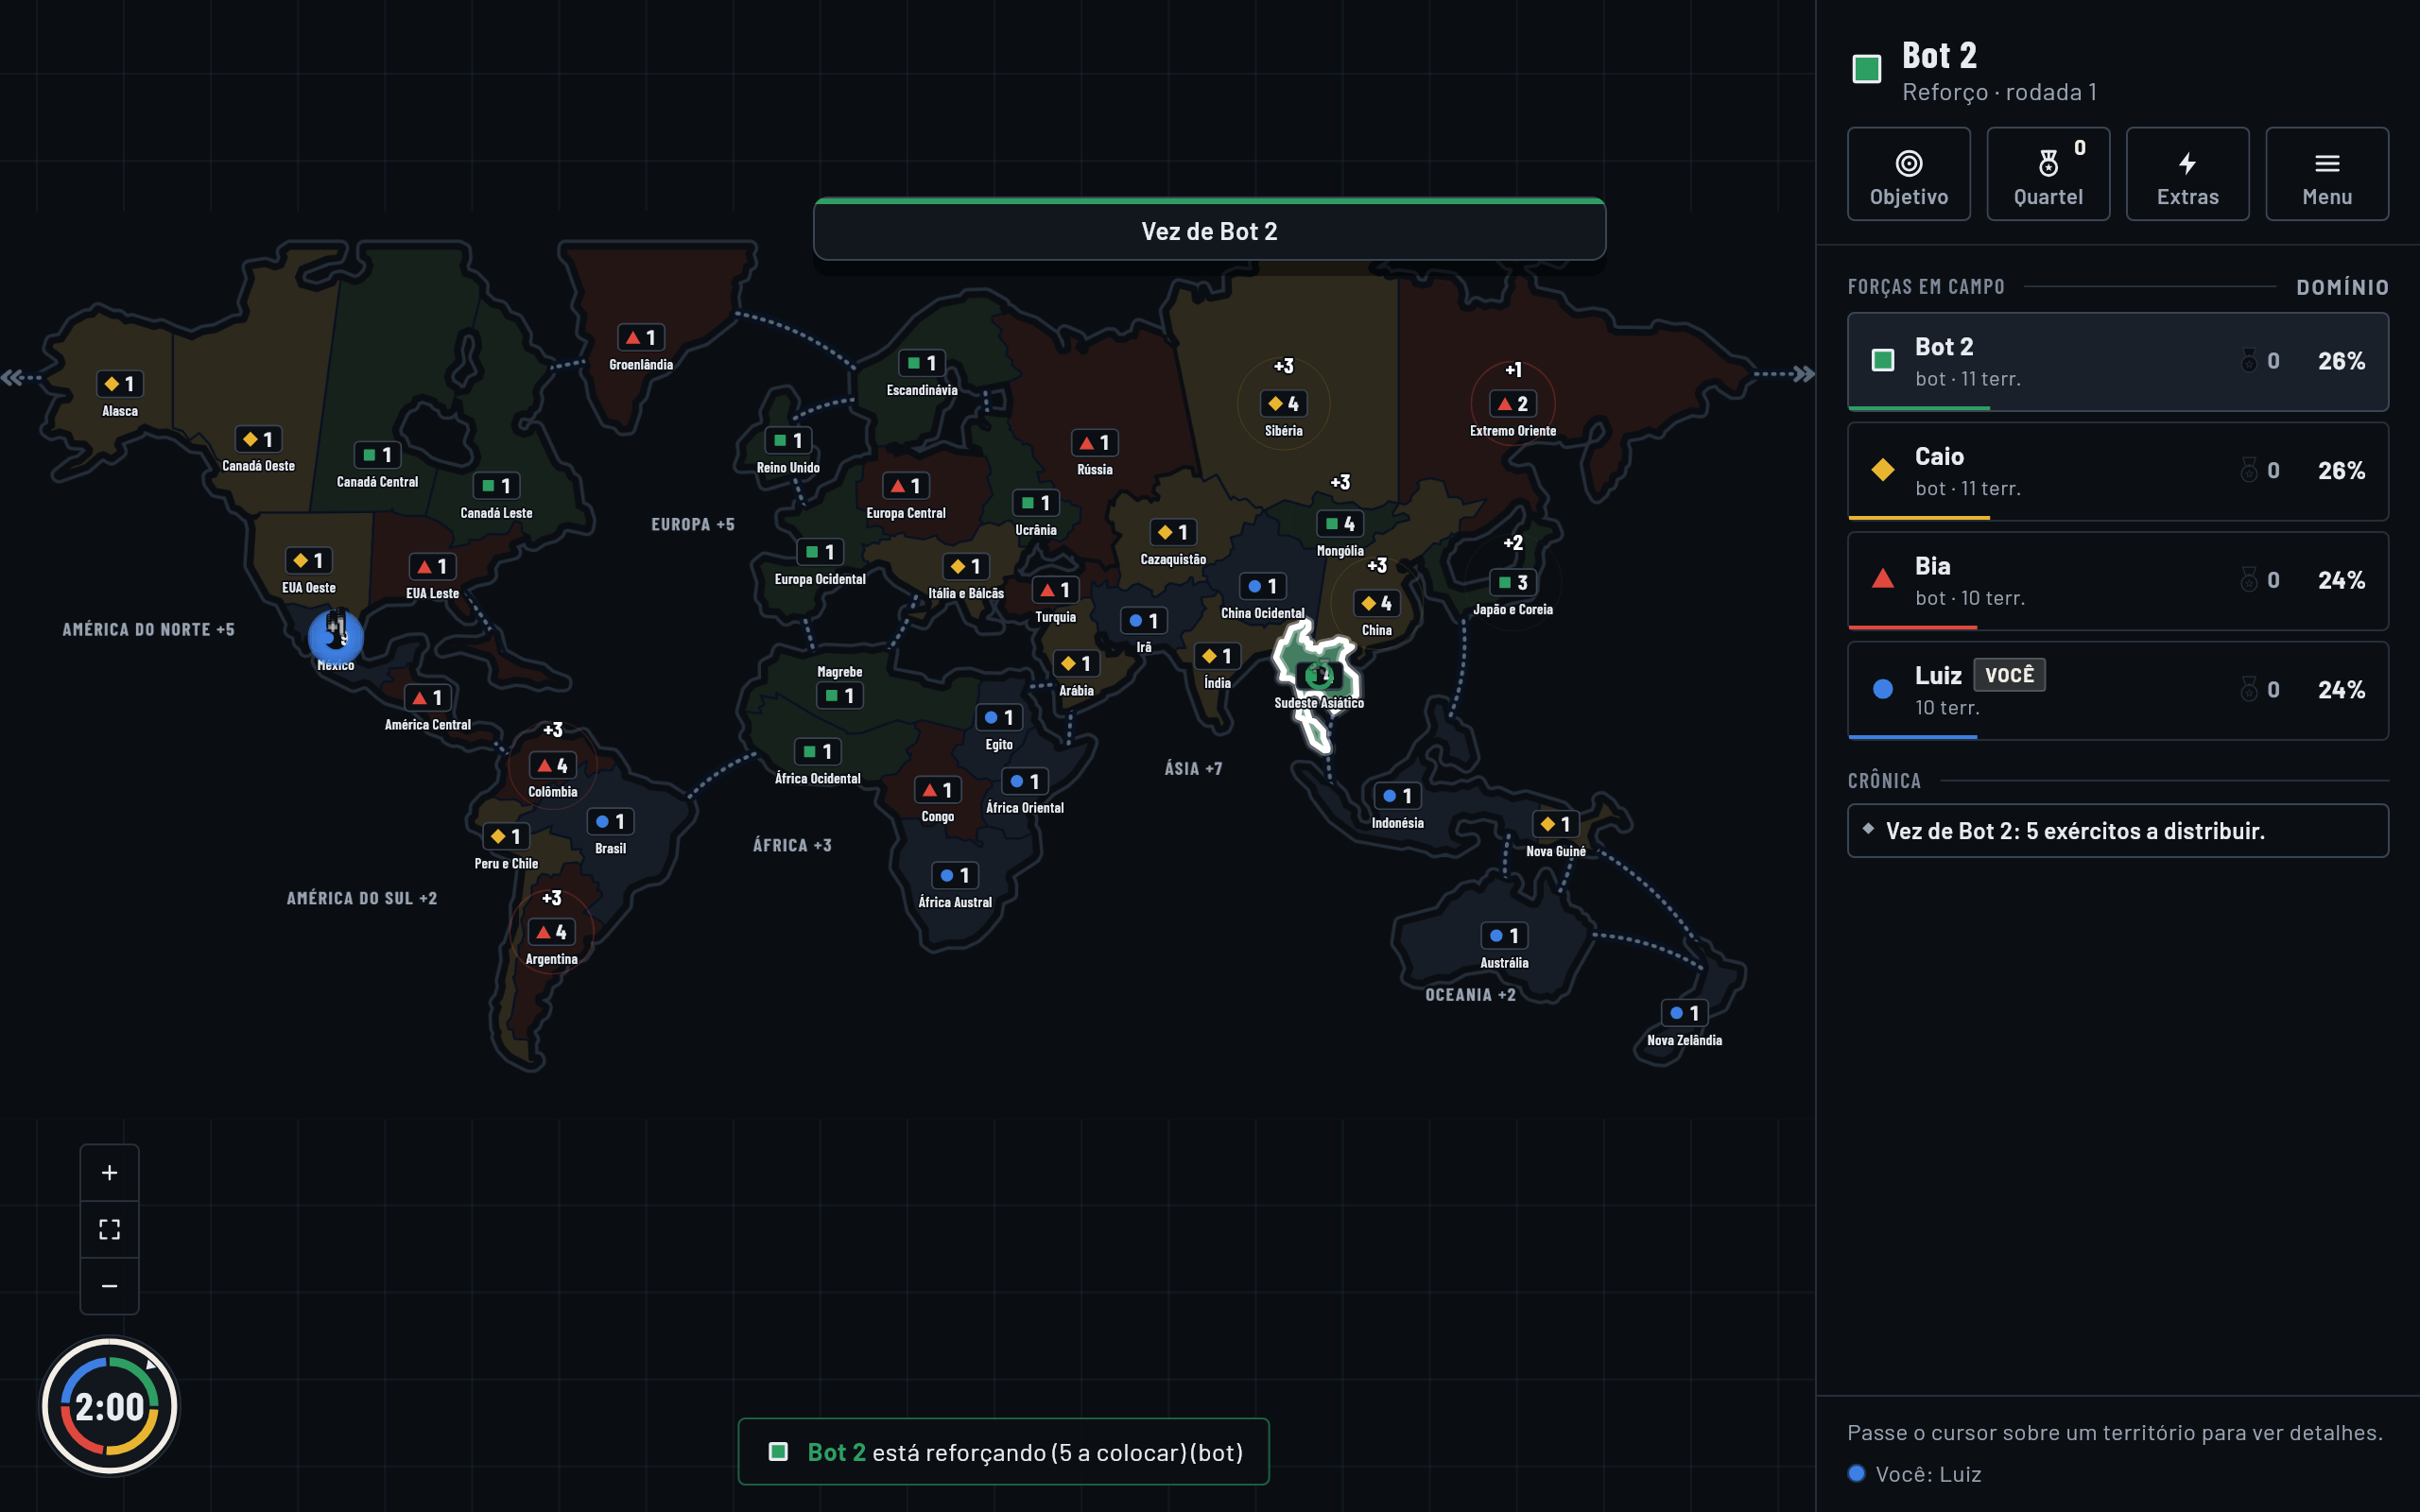 Bot 2
Reforço · rodada 1
Objetivo
0
Quartel
Extras
Menu
FORÇAS EM CAMPO
DOMÍNIO
Bot 2
bot · 11 terr.
0
26%
Caio
bot · 11 terr.
0
26%
Bia
bot · 10 terr.
0
24%
Luiz VOCÊ
10 terr.
0
24%
CRÔNICA
Vez de Bot 2: 5 exércitos a distribuir.
Passe o cursor sobre um território para ver detalhes.
Você: Luiz
Vez de Bot 2
1
Alasca
1
Canadá Oeste
1
Canadá Central
1
Canadá Leste
1
Groenlândia
1
EUA Oeste
1
EUA Leste
México
AMÉRICA DO NORTE +5
1
América Central
+3
4
Colômbia
1
Peru e Chile
1
Brasil
+3
4
Argentina
AMÉRICA DO SUL +2
EUROPA +5
1
Escandinávia
1
Reino Unido
1
Europa Central
1
Ucrânia
1
Rússia
1
Europa Ocidental
1
Itália e Bálcãs
1
Turquia
Magrebe
1
1
África Ocidental
1
Egito
1
Congo
1
África Oriental
1
África Austral
ÁFRICA +3
1
Arábia
1
Irã
1
Índia
1
Cazaquistão
+3
4
Sibéria
+1
2
Extremo Oriente
+3
4
Mongólia
1
China Ocidental
+3
4
China
+2
3
Japão e Coreia
Sudeste Asiático
ÁSIA +7
1
Indonésia
1
Nova Guiné
1
Austrália
OCEANIA +2
1
Nova Zelândia
+
−
2:00
Bot 2 está reforçando (5 a colocar) (bot)